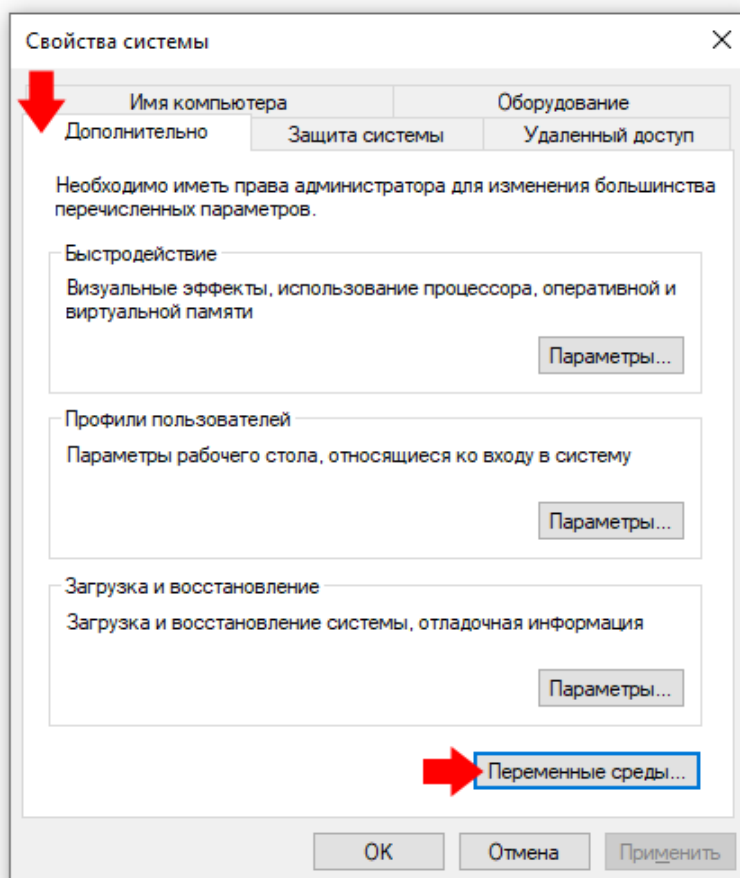 Свойства системы
Имя компьютера
Оборудование
Дополнительно
Защита системы
Удаленный доступ
Необходимо иметь права администратора для изменения большинства
перечисленных параметров.
Быстродействие
Визуальные эффекты, использование процессора, оперативной и
виртуальной памяти
Параметры...
Профили пользователей
Параметры рабочего стола, относящиеся ко входу в систему
Параметры...
Загрузка и восстановление
Загрузка и восстановление системы, отладочная информация
Параметры...
Переменные среды...
ОК
Отмена
Применить